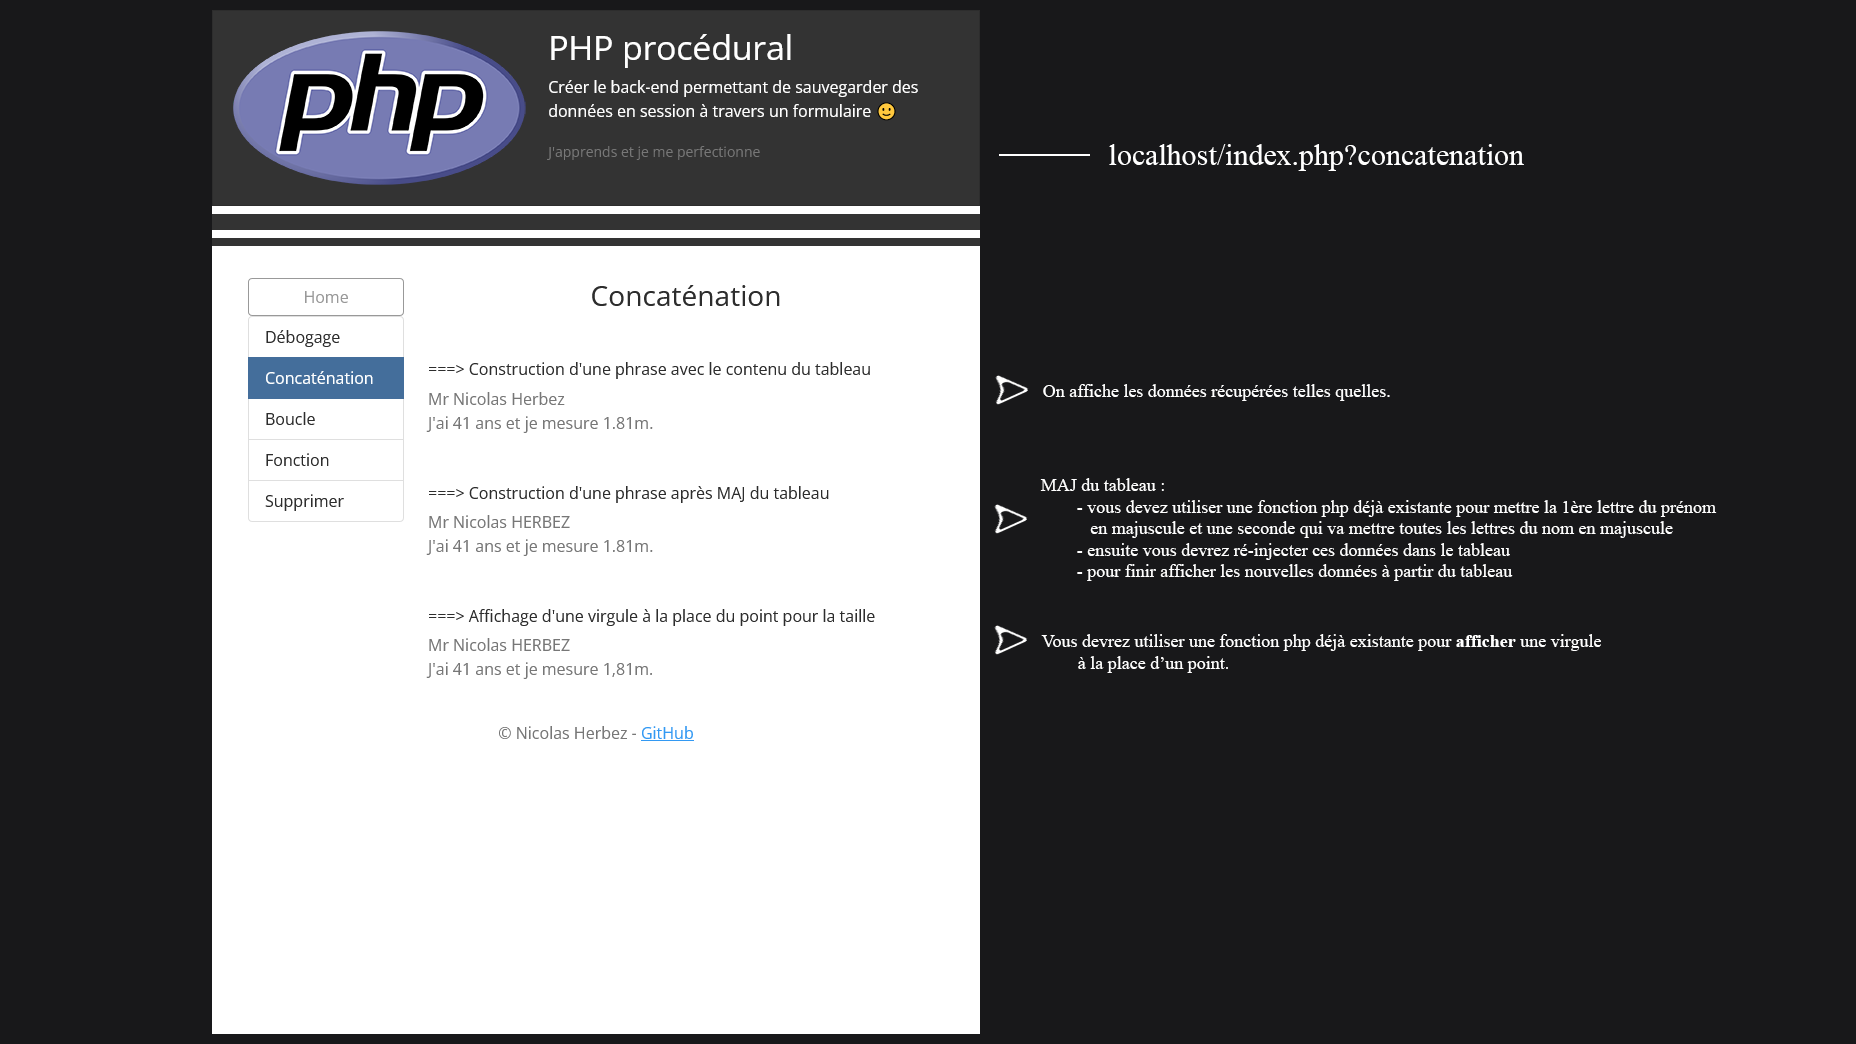 php
PHP procédural
Créer le back-end permettant de sauvegarder des
données en session à travers un formulaire
J'apprends et je me perfectionne
localhost/index.php?concatenation
Home
Débogage
Concaténation
Boucle
Fonction
Supprimer
Concaténation
===> Construction d'une phrase avec le contenu du tableau
Mr Nicolas Herbez
J'ai 41 ans et je mesure 1.81m.
===> Construction d'une phrase après MAJ du tableau
Mr Nicolas HERBEZ
J'ai 41 ans et je mesure 1.81m.
===> Affichage d'une virgule à la place du point pour la taille
Mr Nicolas HERBEZ
J'ai 41 ans et je mesure 1,81m.
© Nicolas Herbez - GitHub
On affiche les données récupérées telles quelles.
MAJ du tableau :
- vous devez utiliser une fonction php déjà existante pour mettre la 1ère lettre du prénom
en majuscule et une seconde qui va mettre toutes les lettres du nom en majuscule
- ensuite vous devrez ré-injecter ces données dans le tableau
- pour finir afficher les nouvelles données à partir du tableau
Vous devrez utiliser une fonction php déjà existante pour afficher une virgule
à la place d’un point.